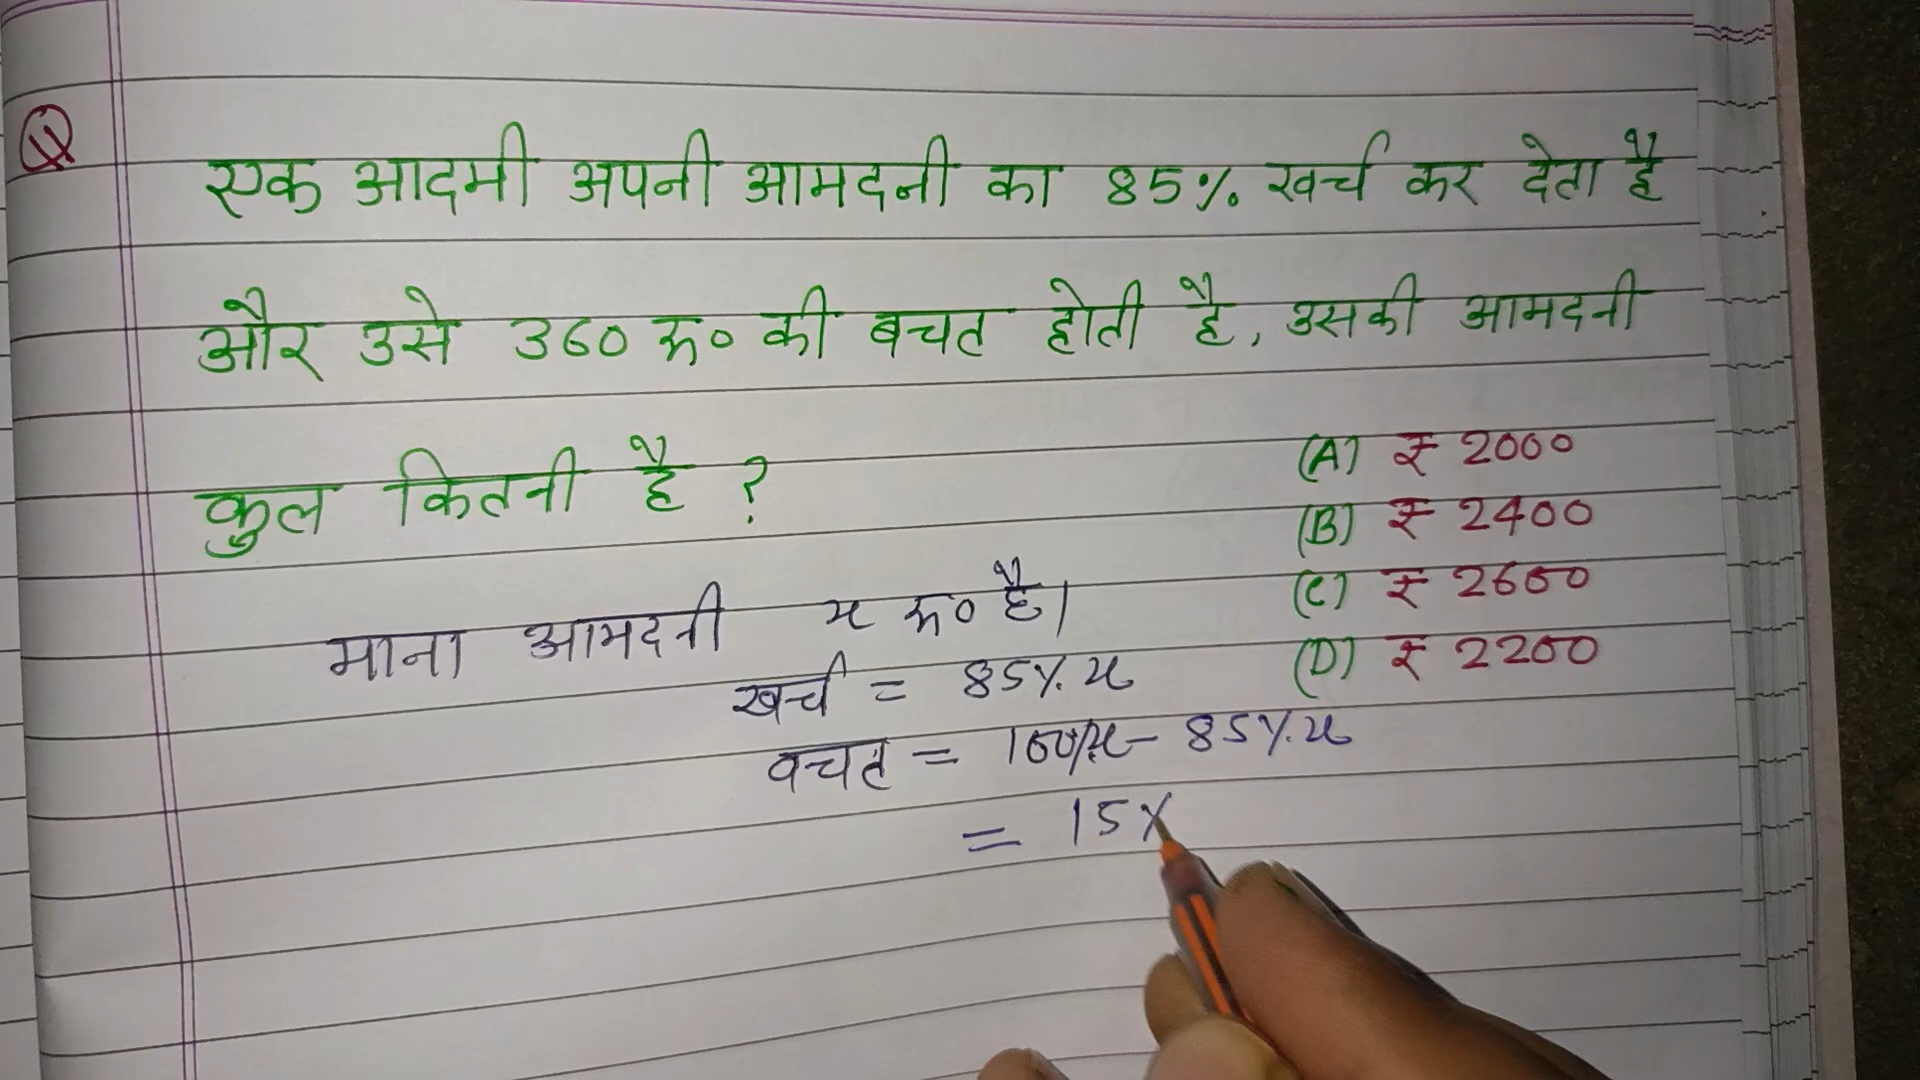 Q
एक आदमी अपनी आमदनी का 85% खर्च कर देता है
और उसे 360 रू० की बचत होती है, उसकी आमदनी
कुल कितनी है ?
(A) ₹ 2000
(B) ₹ 2400
(C) ₹ 2600
(D) ₹ 2200
माना आमदनी x रू० है।
खर्च = 85% x
बचत = 100% x - 85% x
= 15%